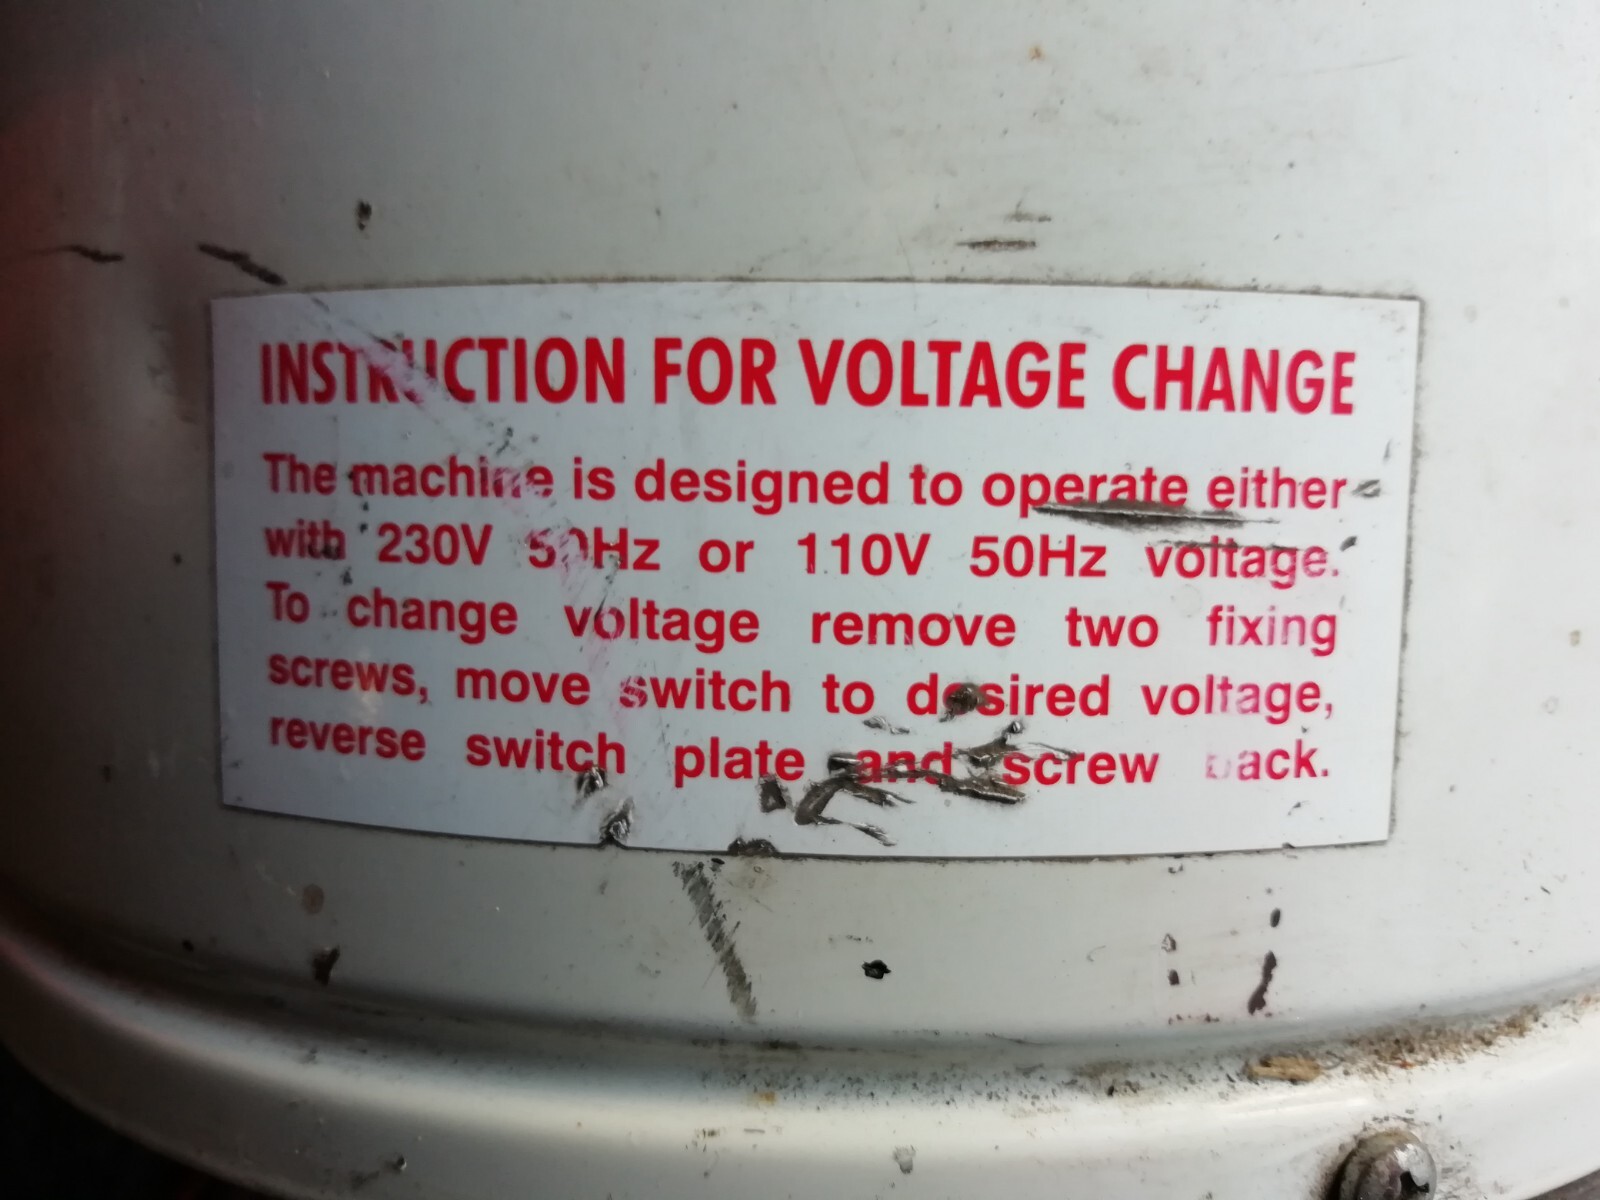 INSTRUCTION FOR VOLTAGE CHANGE
The machine is designed to operate either
with 230V 50Hz or 110V 50Hz voltage.
To change voltage remove two fixing
screws, move switch to desired voltage,
reverse switch plate and screw back.